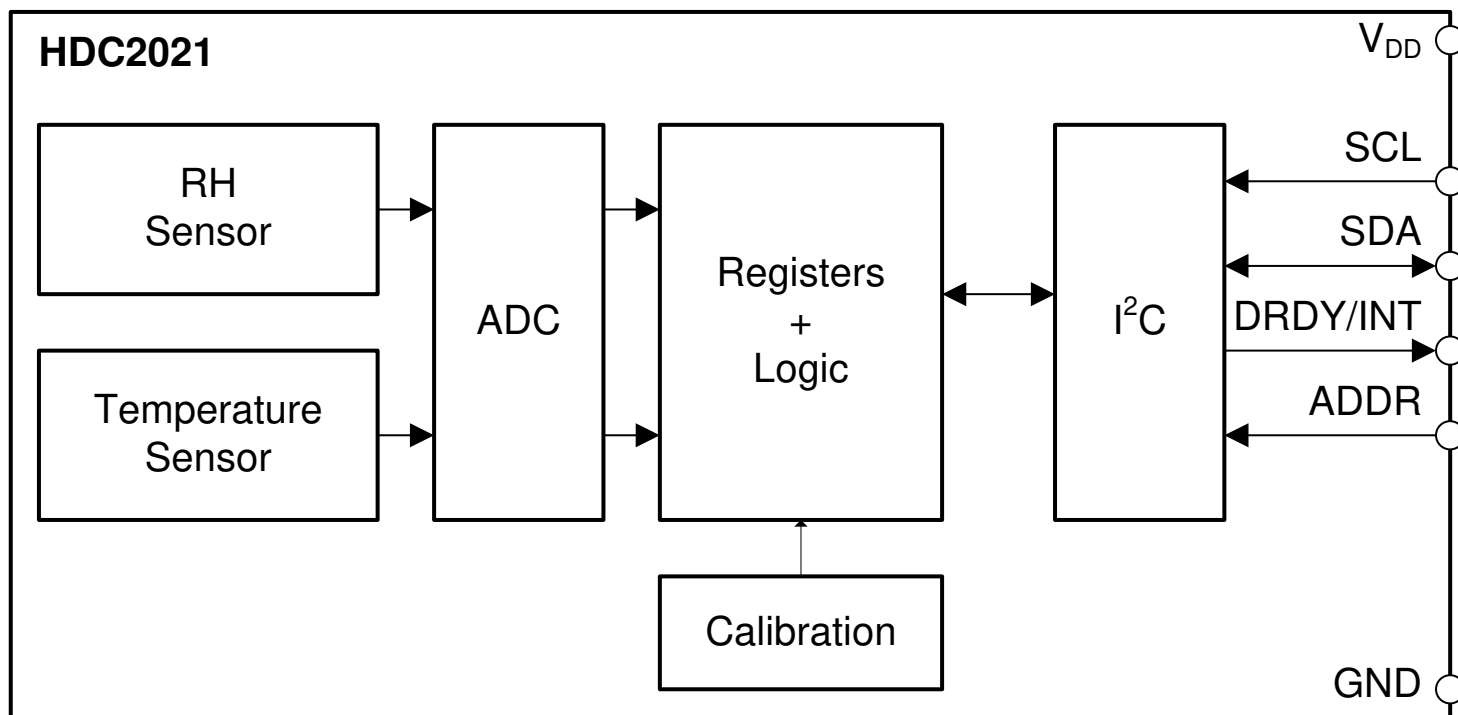 HDC2021
V_DD
RH
Sensor
Temperature
Sensor
ADC
Registers
+
Logic
Calibration
I²C
SCL
SDA
DRDY/INT
ADDR
GND